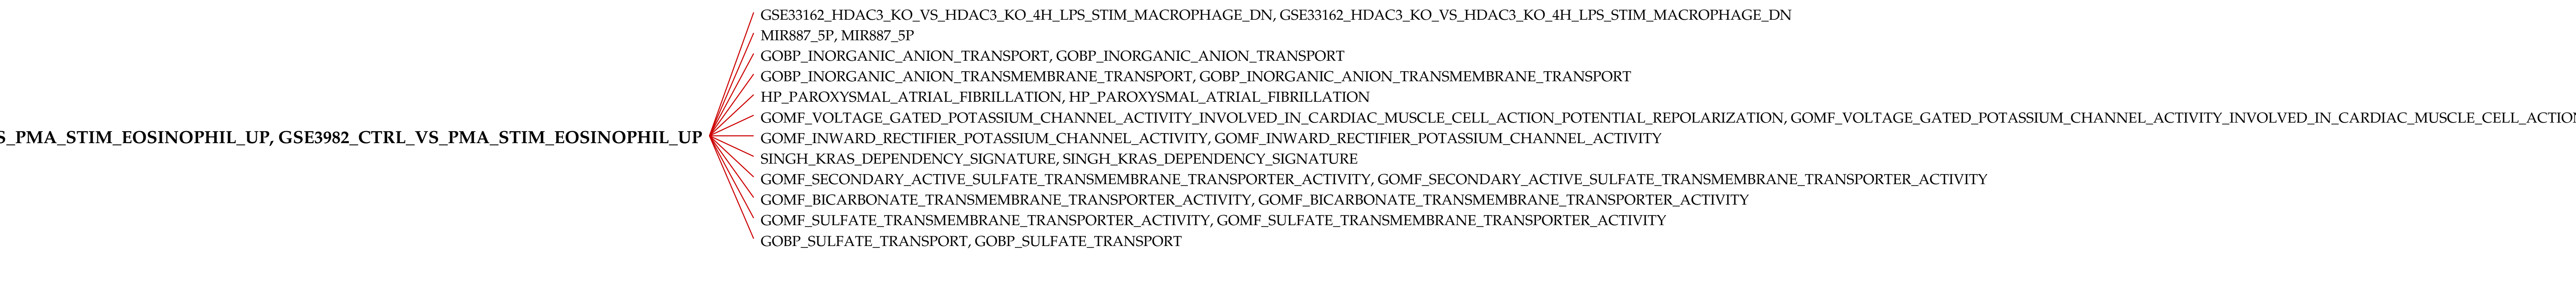 GSE33162_HDAC3_KO_VS_HDAC3_KO_4H_LPS_STIM_MACROPHAGE_DN, GSE33162_HDAC3_KO_VS_HDAC3_KO_4H_LPS_STIM_MACROPHAGE_DN
MIR887_5P, MIR887_5P
GOBP_INORGANIC_ANION_TRANSPORT, GOBP_INORGANIC_ANION_TRANSPORT
GOBP_INORGANIC_ANION_TRANSMEMBRANE_TRANSPORT, GOBP_INORGANIC_ANION_TRANSMEMBRANE_TRANSPORT
HP_PAROXYSMAL_ATRIAL_FIBRILLATION, HP_PAROXYSMAL_ATRIAL_FIBRILLATION
GOMF_VOLTAGE_GATED_POTASSIUM_CHANNEL_ACTIVITY_INVOLVED_IN_CARDIAC_MUSCLE_CELL_ACTION_POTENTIAL_REPOLARIZATION, GOMF_VOLTAGE_GATED_POTASSIUM_CHANNEL_ACTIVITY_INVOLVED_IN_CARDIAC_MUSCLE_CELL_ACTION
S_PMA_STIM_EOSINOPHIL_UP, GSE3982_CTRL_VS_PMA_STIM_EOSINOPHIL_UP
GOMF_INWARD_RECTIFIER_POTASSIUM_CHANNEL_ACTIVITY, GOMF_INWARD_RECTIFIER_POTASSIUM_CHANNEL_ACTIVITY
SINGH_KRAS_DEPENDENCY_SIGNATURE, SINGH_KRAS_DEPENDENCY_SIGNATURE
GOMF_SECONDARY_ACTIVE_SULFATE_TRANSMEMBRANE_TRANSPORTER_ACTIVITY, GOMF_SECONDARY_ACTIVE_SULFATE_TRANSMEMBRANE_TRANSPORTER_ACTIVITY
GOMF_BICARBONATE_TRANSMEMBRANE_TRANSPORTER_ACTIVITY, GOMF_BICARBONATE_TRANSMEMBRANE_TRANSPORTER_ACTIVITY
GOMF_SULFATE_TRANSMEMBRANE_TRANSPORTER_ACTIVITY, GOMF_SULFATE_TRANSMEMBRANE_TRANSPORTER_ACTIVITY
GOBP_SULFATE_TRANSPORT, GOBP_SULFATE_TRANSPORT